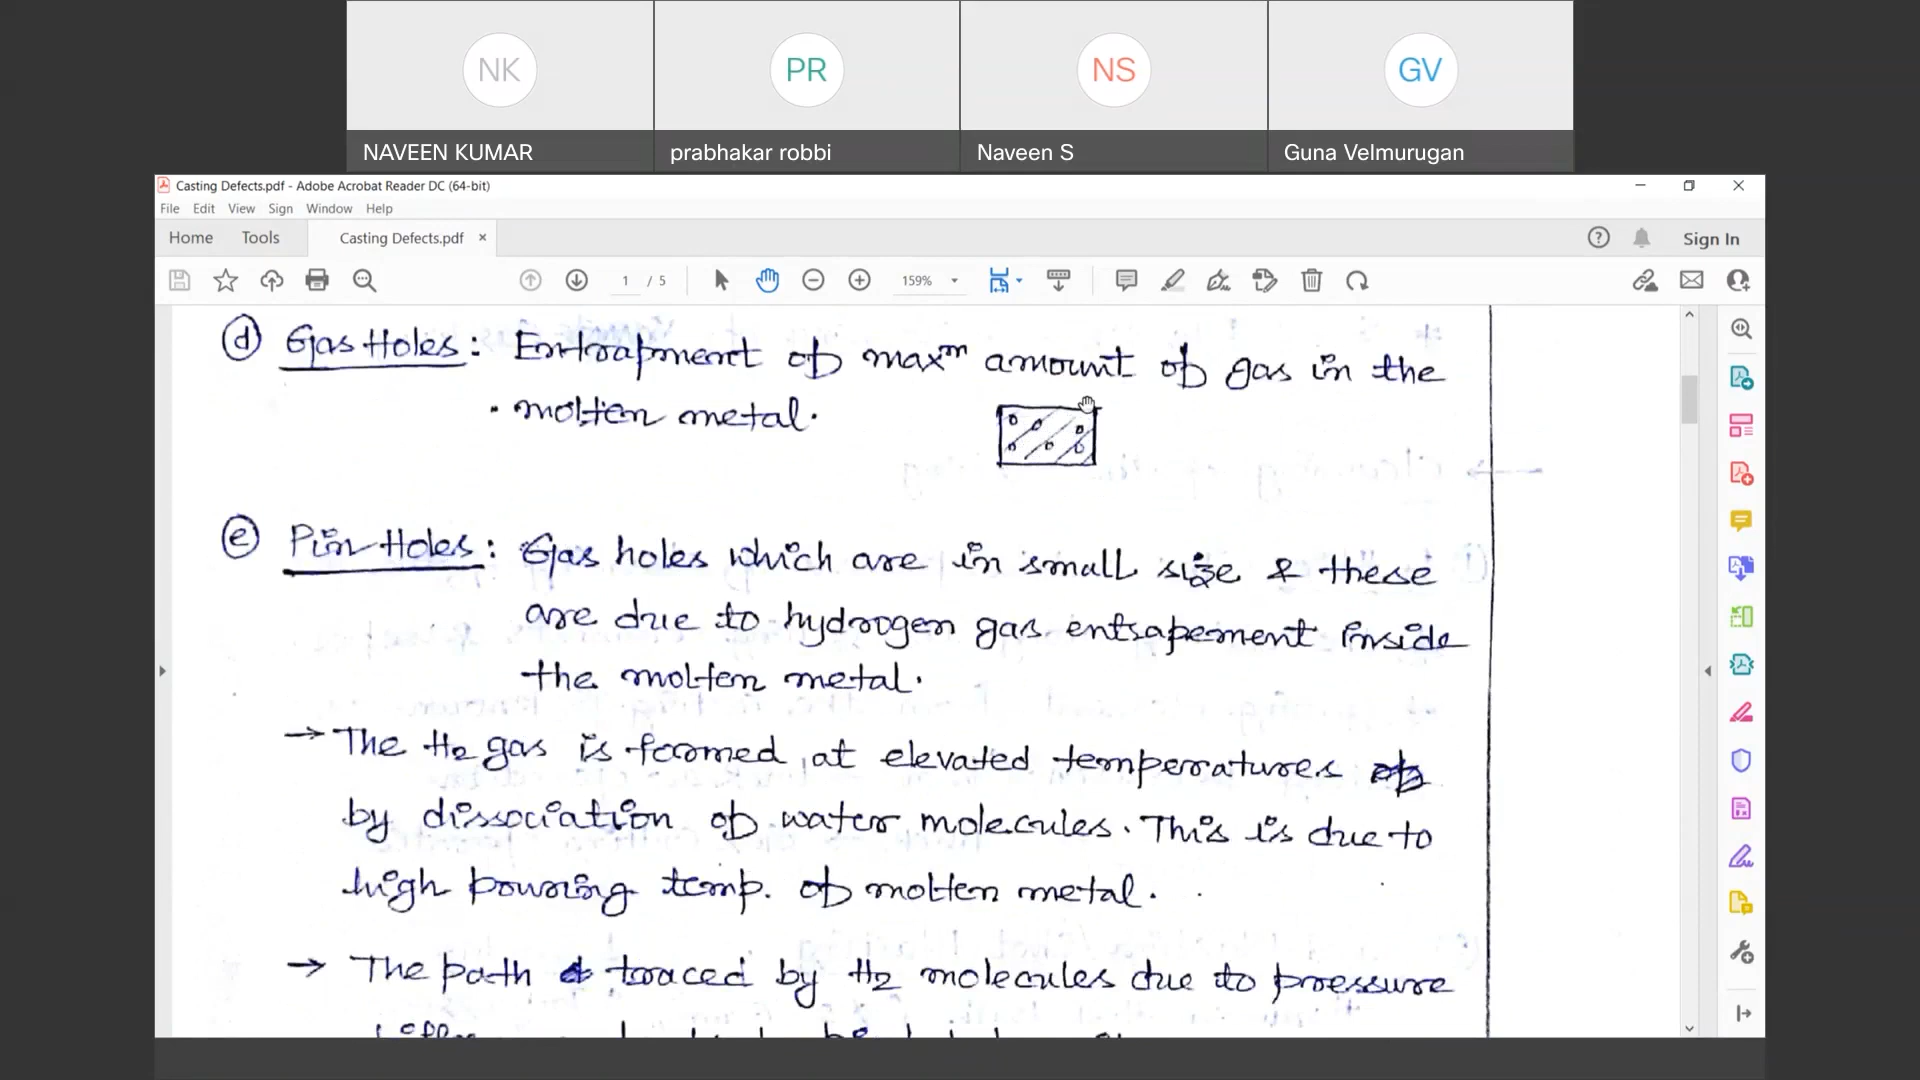 NK
PR
NS
GV
NAVEEN KUMAR
prabhakar robbi
Naveen S
Guna Velmurugan
Casting Defects.pdf - Adobe Acrobat Reader DC (64-bit)
File Edit View Sign Window Help
Home Tools Casting Defects.pdf × Sign In
1 / 5 159%
(d) Gas Holes : Entrapment of maxm amount of gas in the
molten metal.
(e) Pin Holes : Gas holes which are in small size & these
are due to hydrogen gas entrapement inside
the molten metal.
→ The H2 gas is formed at elevated temperatures
by dissociation of water molecules. This is due to
high pouring temp. of molten metal.
→ The path traced by H2 molecules due to pressure